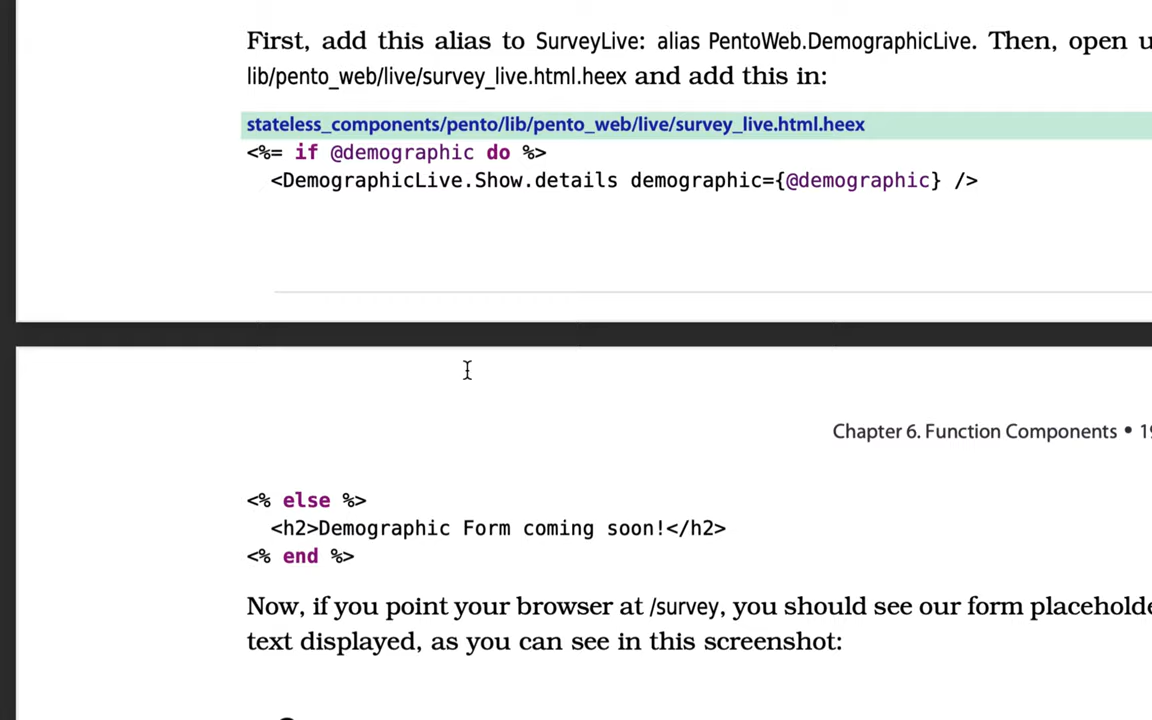 First, add this alias to SurveyLive: alias PentoWeb.DemographicLive. Then, open
lib/pento_web/live/survey_live.html.heex and add this in:
stateless_components/pento/lib/pento_web/live/survey_live.html.heex
<%= if @demographic do %>
<DemographicLive.Show.details demographic={@demographic} />
Chapter 6. Function Components •
<% else %>
<h2>Demographic Form coming soon!</h2>
<% end %>
Now, if you point your browser at /survey, you should see our form
text displayed, as you can see in this screenshot: